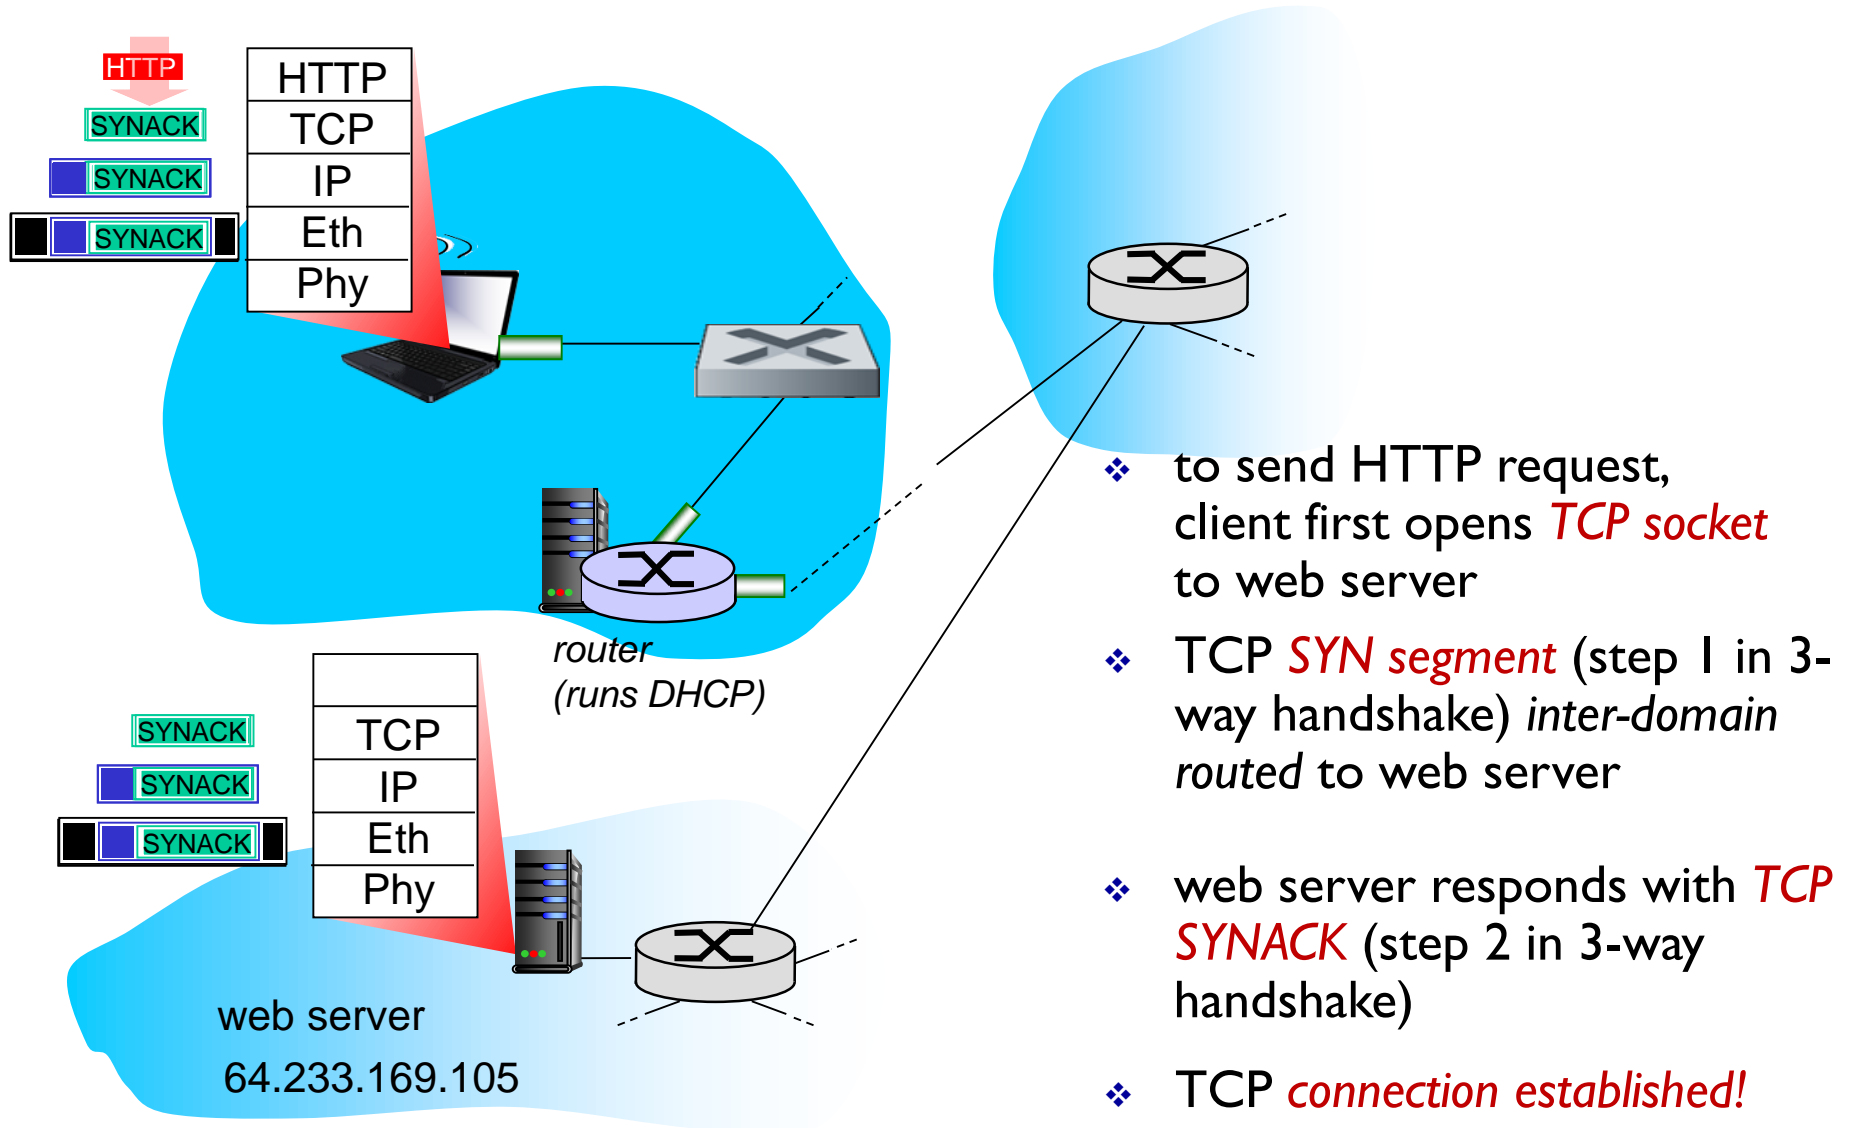 HTTP
SYNACK
SYNACK
SYNACK
HTTP
TCP
IP
Eth
Phy
router
(runs DHCP)
SYNACK
SYNACK
SYNACK
TCP
IP
Eth
Phy
web server
64.233.169.105
❖ to send HTTP request,
client first opens TCP socket
to web server
❖ TCP SYN segment (step 1 in 3-
way handshake) inter-domain
routed to web server
❖ web server responds with TCP
SYNACK (step 2 in 3-way
handshake)
❖ TCP connection established!